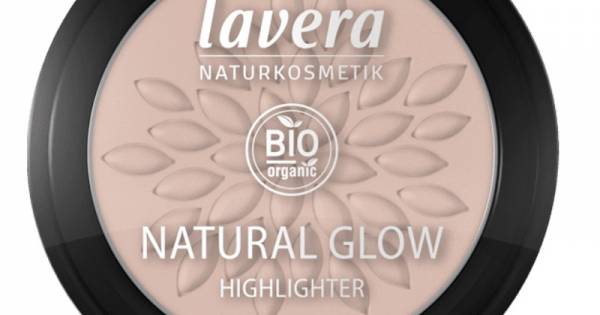 lavera
NATURKOSMETIK
BIO
organic
NATURAL GLOW
HIGHLIGHTER